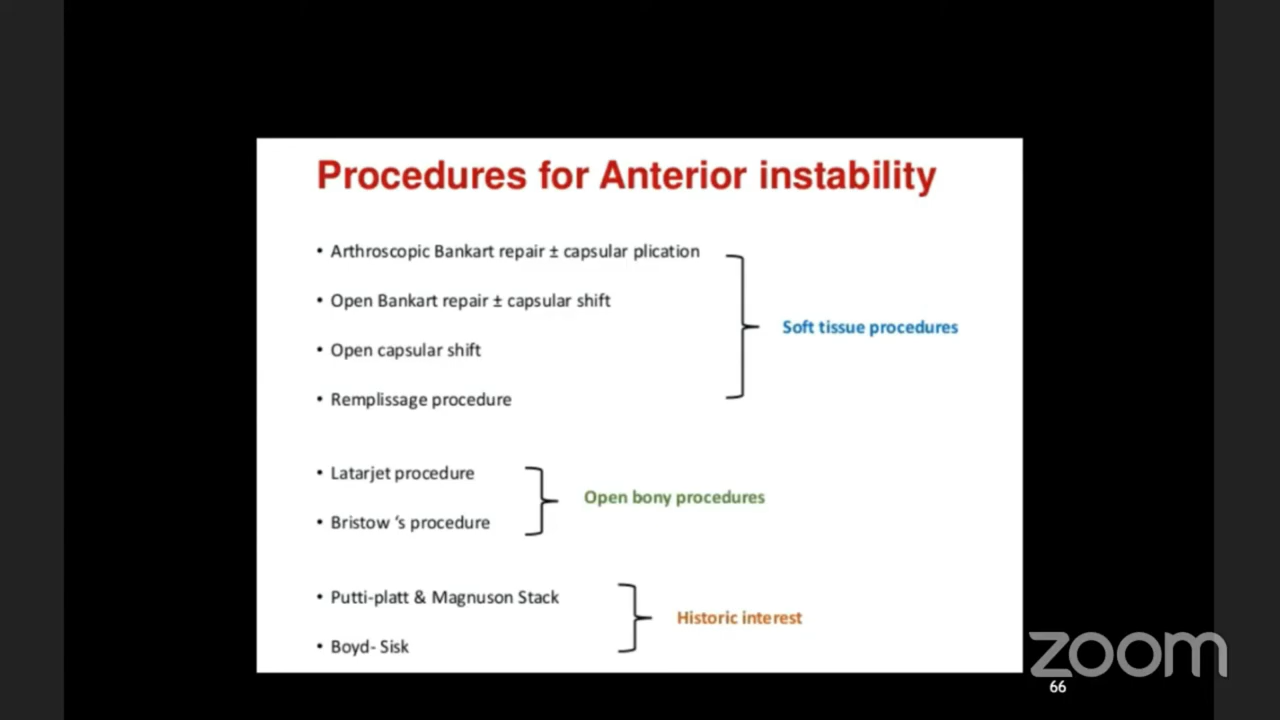 Procedures for Anterior instability
• Arthroscopic Bankart repair ± capsular plication
• Open Bankart repair ± capsular shift
Soft tissue procedures
• Open capsular shift
• Remplissage procedure
• Latarjet procedure
Open bony procedures
• Bristow ‘s procedure
• Putti-platt & Magnuson Stack
Historic interest
• Boyd- Sisk
zoom
66